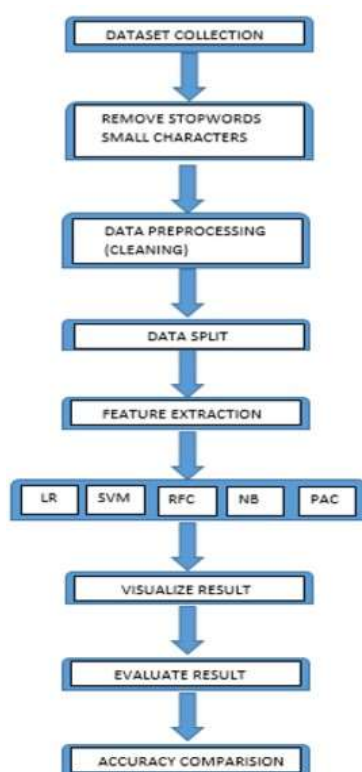 DATASET COLLECTION
REMOVE STOPWORDS
SMALL CHARACTERS
DATA PREPROCESSING
(CLEANING)
DATA SPLIT
FEATURE EXTRACTION
LR SVM RFC NB PAC
VISUALIZE RESULT
EVALUATE RESULT
ACCURACY COMPARISION